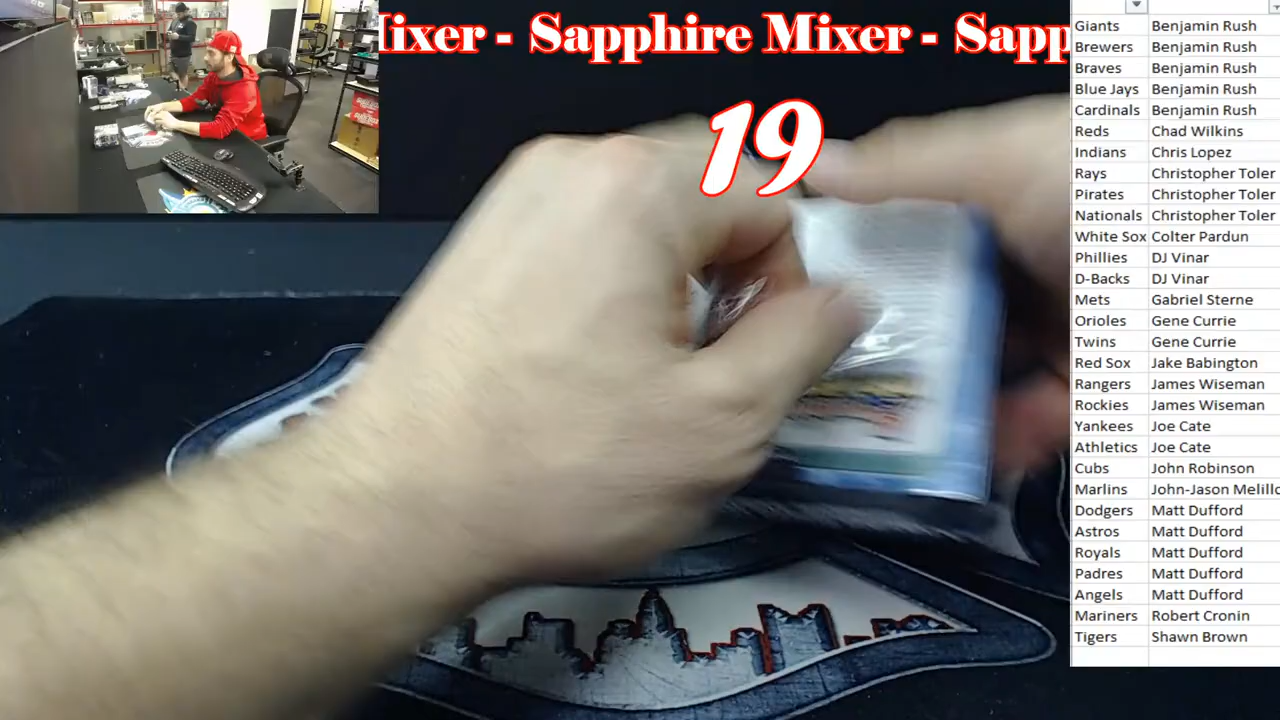 Mixer - Sapphire Mixer - Sapp
19
Giants Benjamin Rush
Brewers Benjamin Rush
Braves Benjamin Rush
Blue Jays Benjamin Rush
Cardinals Benjamin Rush
Reds Chad Wilkins
Indians Chris Lopez
Rays Christopher Toler
Pirates Christopher Toler
Nationals Christopher Toler
White Sox Colter Pardun
Phillies DJ Vinar
D-Backs DJ Vinar
Mets Gabriel Sterne
Orioles Gene Currie
Twins Gene Currie
Red Sox Jake Babington
Rangers James Wiseman
Rockies James Wiseman
Yankees Joe Cate
Athletics Joe Cate
Cubs John Robinson
Marlins John-Jason Melillo
Dodgers Matt Dufford
Astros Matt Dufford
Royals Matt Dufford
Padres Matt Dufford
Angels Matt Dufford
Mariners Robert Cronin
Tigers Shawn Brown